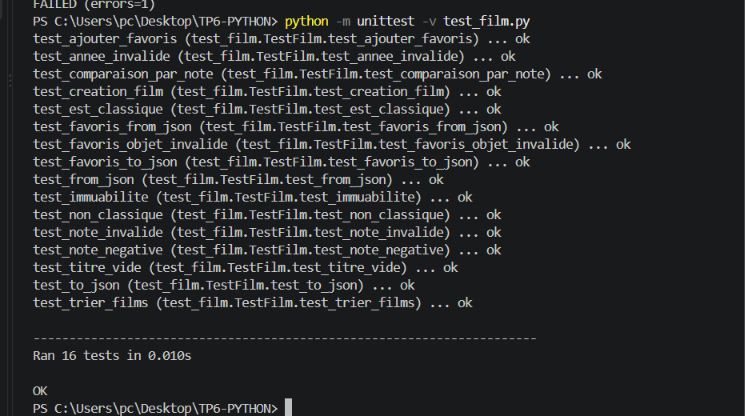 FAILED (errors=1)
PS C:\Users\pc\Desktop\TP6-PYTHON> python -m unittest -v test_film.py
test_ajouter_favoris (test_film.TestFilm.test_ajouter_favoris) ... ok
test_annee_invalide (test_film.TestFilm.test_annee_invalide) ... ok
test_comparaison_par_note (test_film.TestFilm.test_comparaison_par_note) ... ok
test_creation_film (test_film.TestFilm.test_creation_film) ... ok
test_est_classique (test_film.TestFilm.test_est_classique) ... ok
test_favoris_from_json (test_film.TestFilm.test_favoris_from_json) ... ok
test_favoris_objet_invalide (test_film.TestFilm.test_favoris_objet_invalide) ... ok
test_favoris_to_json (test_film.TestFilm.test_favoris_to_json) ... ok
test_from_json (test_film.TestFilm.test_from_json) ... ok
test_immuabilite (test_film.TestFilm.test_immuabilite) ... ok
test_non_classique (test_film.TestFilm.test_non_classique) ... ok
test_note_invalide (test_film.TestFilm.test_note_invalide) ... ok
test_note_negative (test_film.TestFilm.test_note_negative) ... ok
test_titre_vide (test_film.TestFilm.test_titre_vide) ... ok
test_to_json (test_film.TestFilm.test_to_json) ... ok
test_trier_films (test_film.TestFilm.test_trier_films) ... ok
----------------------------------------------------------------------
Ran 16 tests in 0.010s
OK
PS C:\Users\pc\Desktop\TP6-PYTHON>